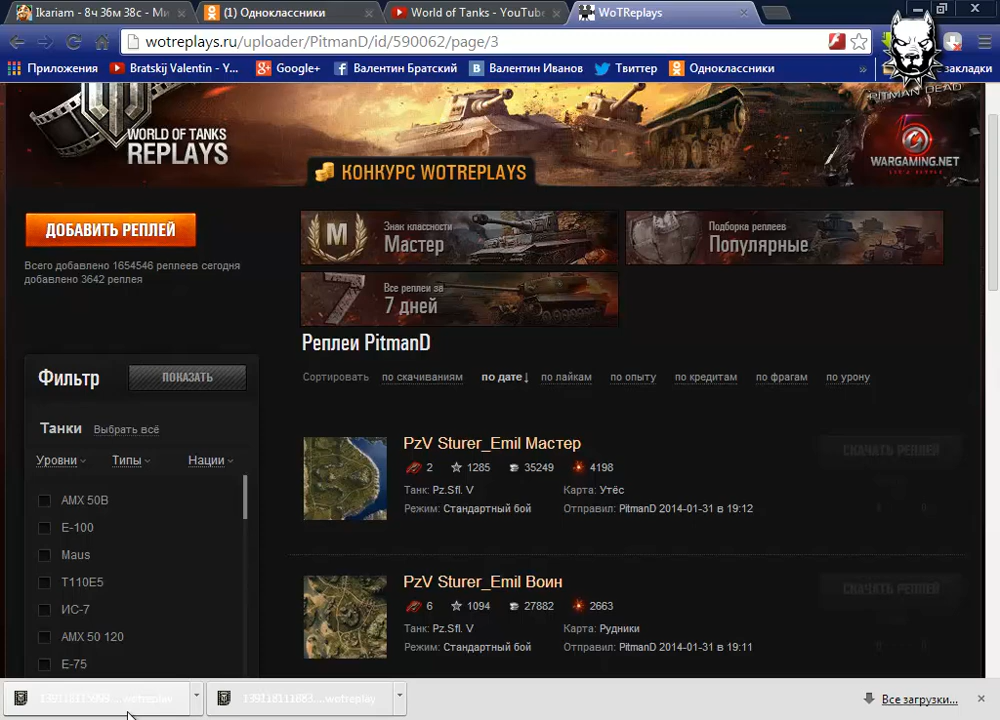 Ikariam - 8ч 36м 38с - Ми
(1) Одноклассники
World of Tanks - YouTube
WoTReplays
wotreplays.ru/uploader/PitmanD/id/590062/page/3
Приложения
Bratskij Valentin - Y...
Google+
Валентин Братский
Валентин Иванов
Твиттер
Одноклассники
»
закладки
PITMAN DEAD
WORLD OF TANKS
REPLAYS
WARGAMING.NET
LET'S BATTLE
КОНКУРС WOTREPLAYS
ДОБАВИТЬ РЕПЛЕЙ
Всего добавлено 1654546 реплеев сегодня
добавлено 3642 реплея
M
Знак классности
Мастер
Подборка реплеев
Популярные
7
Все реплеи за
7 дней
Реплеи PitmanD
Сортировать по скачиваниям по дате↓ по лайкам по опыту по кредитам по фрагам по урону
Фильтр
ПОКАЗАТЬ
Танки Выбрать всё
Уровни Типы Нации
AMX 50B
E-100
Maus
T110E5
ИС-7
AMX 50 120
E-75
PzV Sturer_Emil Мастер
2 1285 35249 4198
Танк: Pz.Sfl. V Карта: Утёс
Режим: Стандартный бой Отправил: PitmanD 2014-01-31 в 19:12
СКАЧАТЬ РЕПЛЕЙ
PzV Sturer_Emil Воин
6 1094 27882 2663
Танк: Pz.Sfl. V Карта: Рудники
Режим: Стандартный бой Отправил: PitmanD 2014-01-31 в 19:11
СКАЧАТЬ РЕПЛЕЙ
Все загрузки...